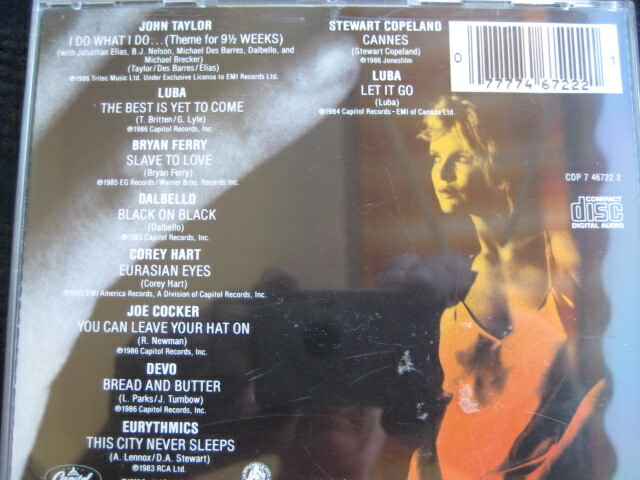 JOHN TAYLOR
I DO WHAT I DO...(Theme for 9½ WEEKS)
(with Johathan Elias, B.J. Nelson, Michael Des Barres, Dalbello, and
Michael Brecker)
(Taylor/Des Barres/Elias)
℗1986 Tritec Music Ltd. Under Exclusive License to EMI Records Ltd.
LUBA
THE BEST IS YET TO COME
(T. Britten/G. Lyle)
℗1986 Capitol Records, Inc.
BRYAN FERRY
SLAVE TO LOVE
(Bryan Ferry)
℗1985 EG Records/Warner Bros. Records Inc.
DALBELLO
BLACK ON BLACK
(Dalbello)
℗1985 Capitol Records, Inc.
COREY HART
EURASIAN EYES
(Corey Hart)
℗1985 EMI America Records, A Division of Capitol Records, Inc.
JOE COCKER
YOU CAN LEAVE YOUR HAT ON
(R. Newman)
℗1986 Capitol Records, Inc.
DEVO
BREAD AND BUTTER
(L. Parks/J. Turnbow)
℗1986 Capitol Records, Inc.
EURYTHMICS
THIS CITY NEVER SLEEPS
(A. Lennox/D.A. Stewart)
℗1983 RCA Ltd.
Capitol
STEWART COPELAND
CANNES
(Stewart Copeland)
℗1986 Jonesfilm
LUBA
LET IT GO
(Luba)
℗1984 Capitol Records-EMI of Canada Ltd.
0 77774 67222 1
CDP 7 46722 2
COMPACT
disc
DIGITAL AUDIO